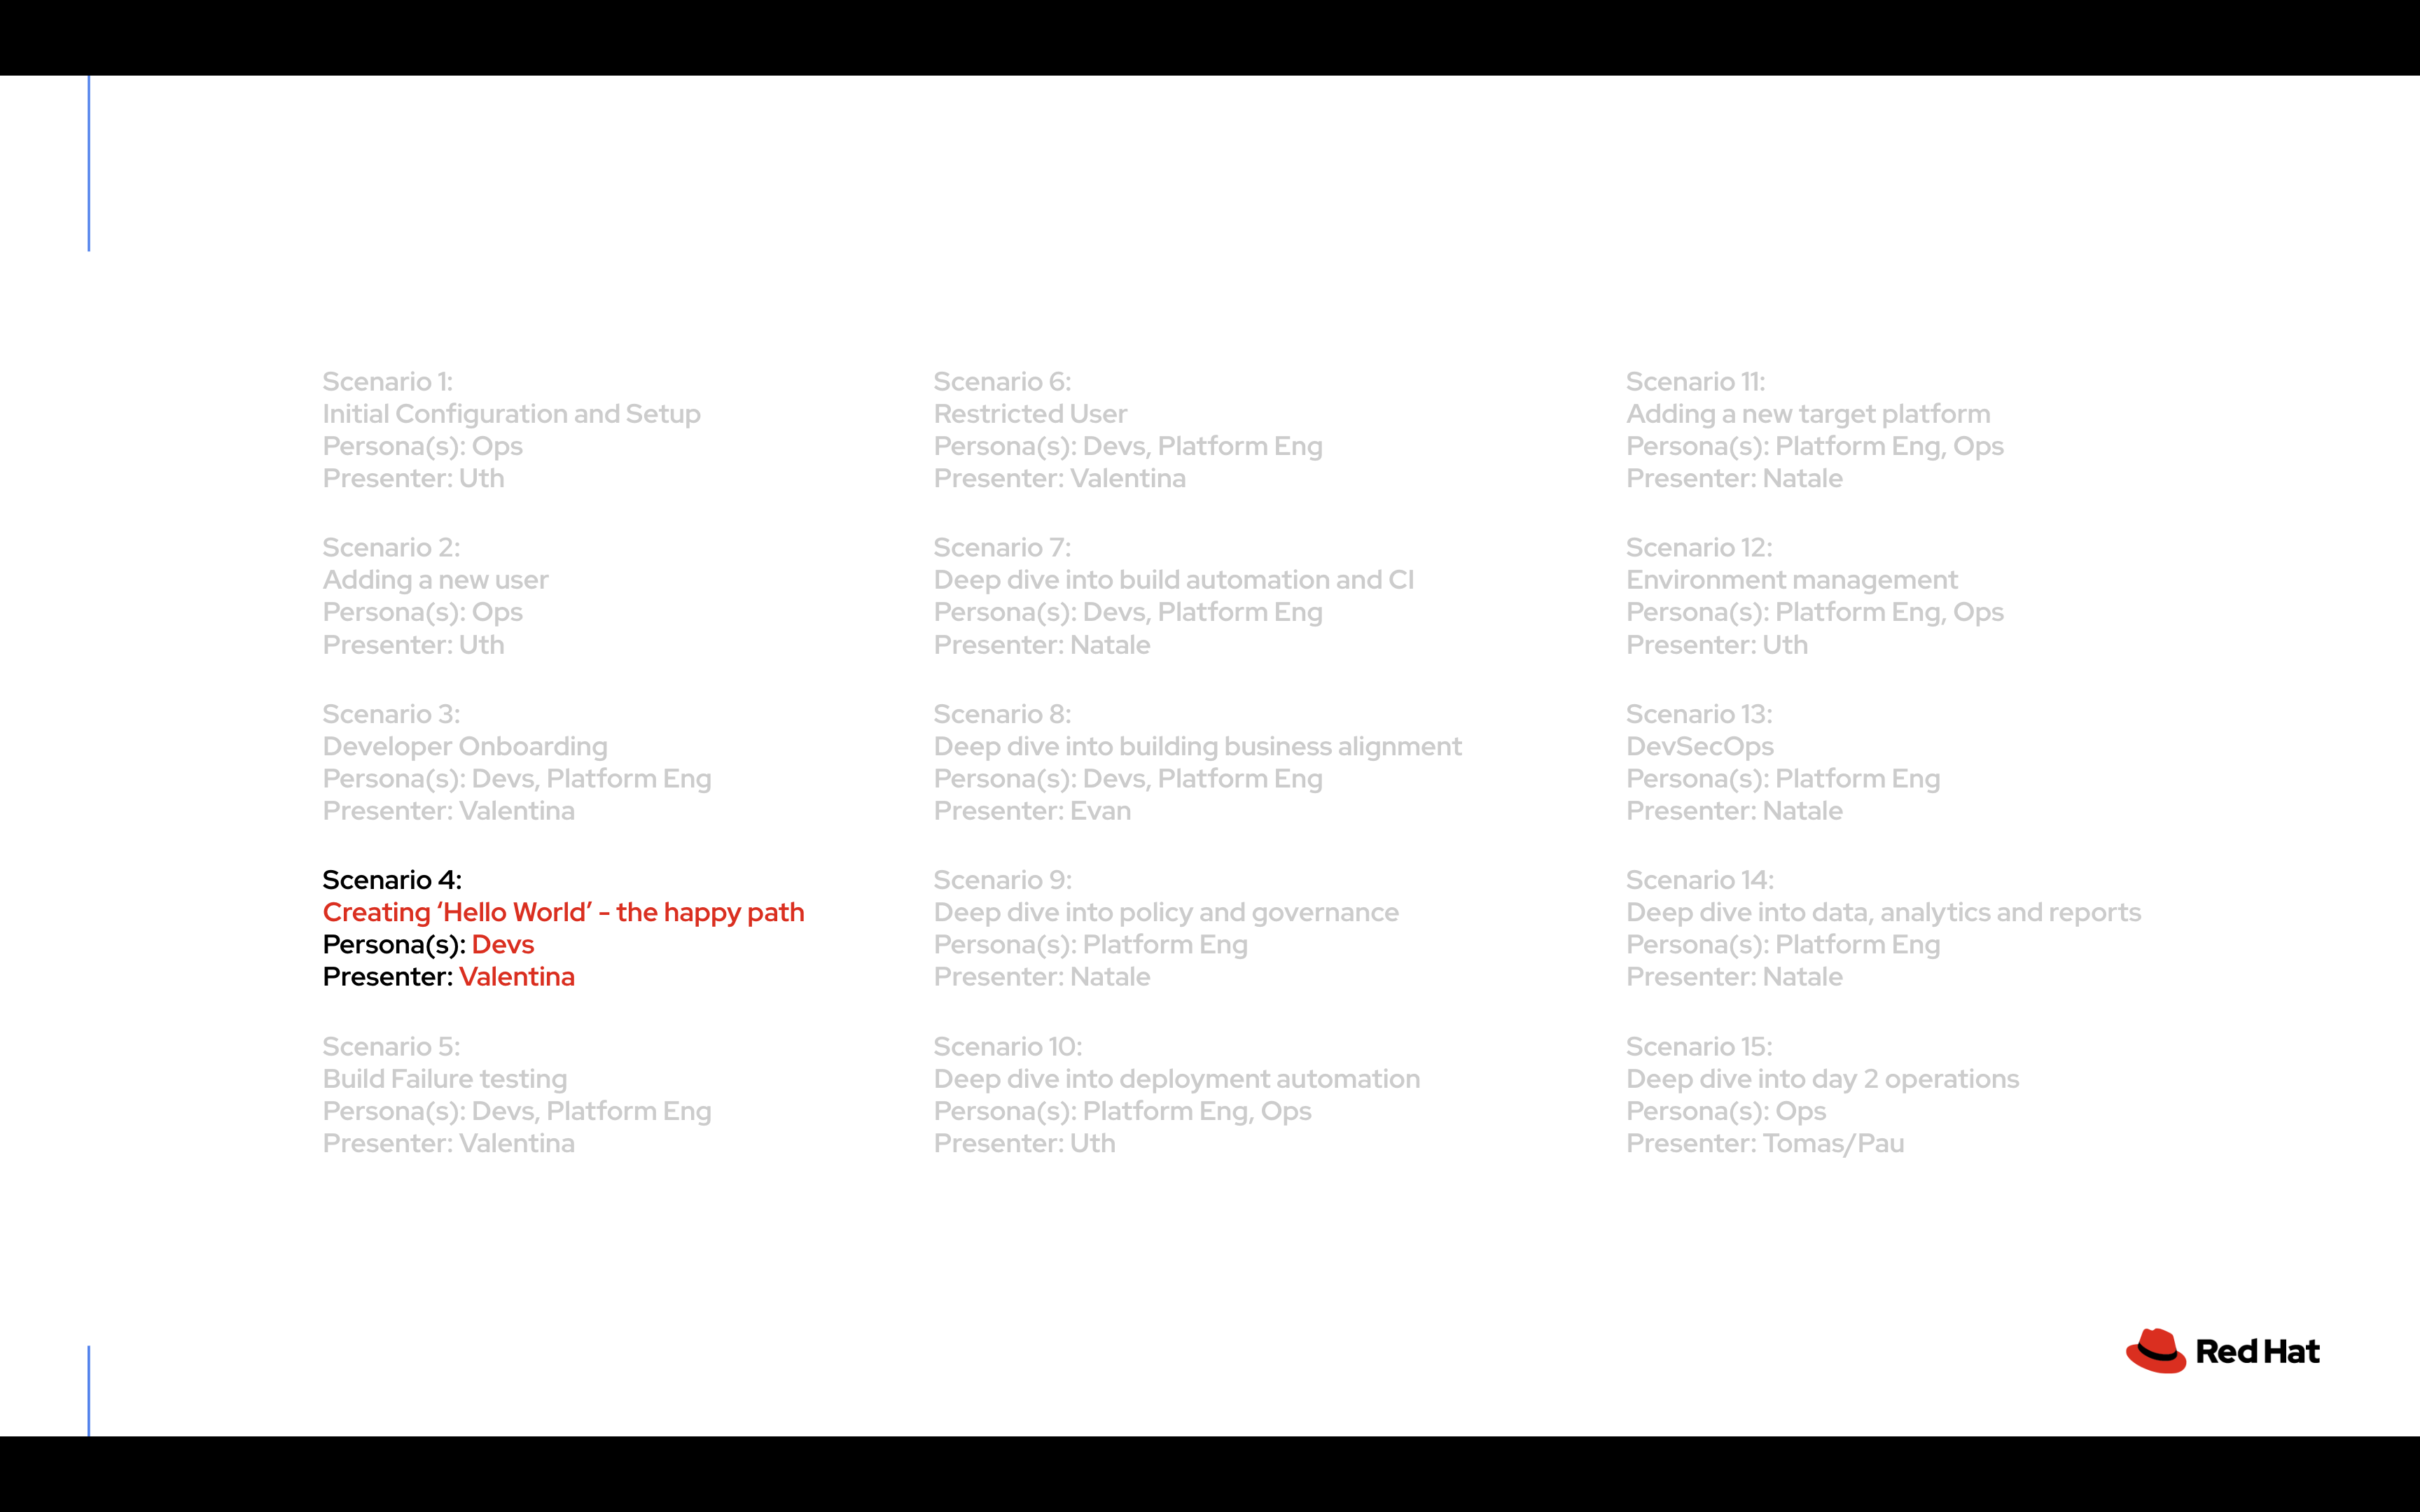 Scenario 1:
Initial Configuration and Setup
Persona(s): Ops
Presenter: Uth
Scenario 2:
Adding a new user
Persona(s): Ops
Presenter: Uth
Scenario 3:
Developer Onboarding
Persona(s): Devs, Platform Eng
Presenter: Valentina
Scenario 4:
Creating ‘Hello World’ - the happy path
Persona(s): Devs
Presenter: Valentina
Scenario 5:
Build Failure testing
Persona(s): Devs, Platform Eng
Presenter: Valentina
Scenario 6:
Restricted User
Persona(s): Devs, Platform Eng
Presenter: Valentina
Scenario 7:
Deep dive into build automation and CI
Persona(s): Devs, Platform Eng
Presenter: Natale
Scenario 8:
Deep dive into building business alignment
Persona(s): Devs, Platform Eng
Presenter: Evan
Scenario 9:
Deep dive into policy and governance
Persona(s): Platform Eng
Presenter: Natale
Scenario 10:
Deep dive into deployment automation
Persona(s): Platform Eng, Ops
Presenter: Uth
Scenario 11:
Adding a new target platform
Persona(s): Platform Eng, Ops
Presenter: Natale
Scenario 12:
Environment management
Persona(s): Platform Eng, Ops
Presenter: Uth
Scenario 13:
DevSecOps
Persona(s): Platform Eng
Presenter: Natale
Scenario 14:
Deep dive into data, analytics and reports
Persona(s): Platform Eng
Presenter: Natale
Scenario 15:
Deep dive into day 2 operations
Persona(s): Ops
Presenter: Tomas/Pau
Red Hat